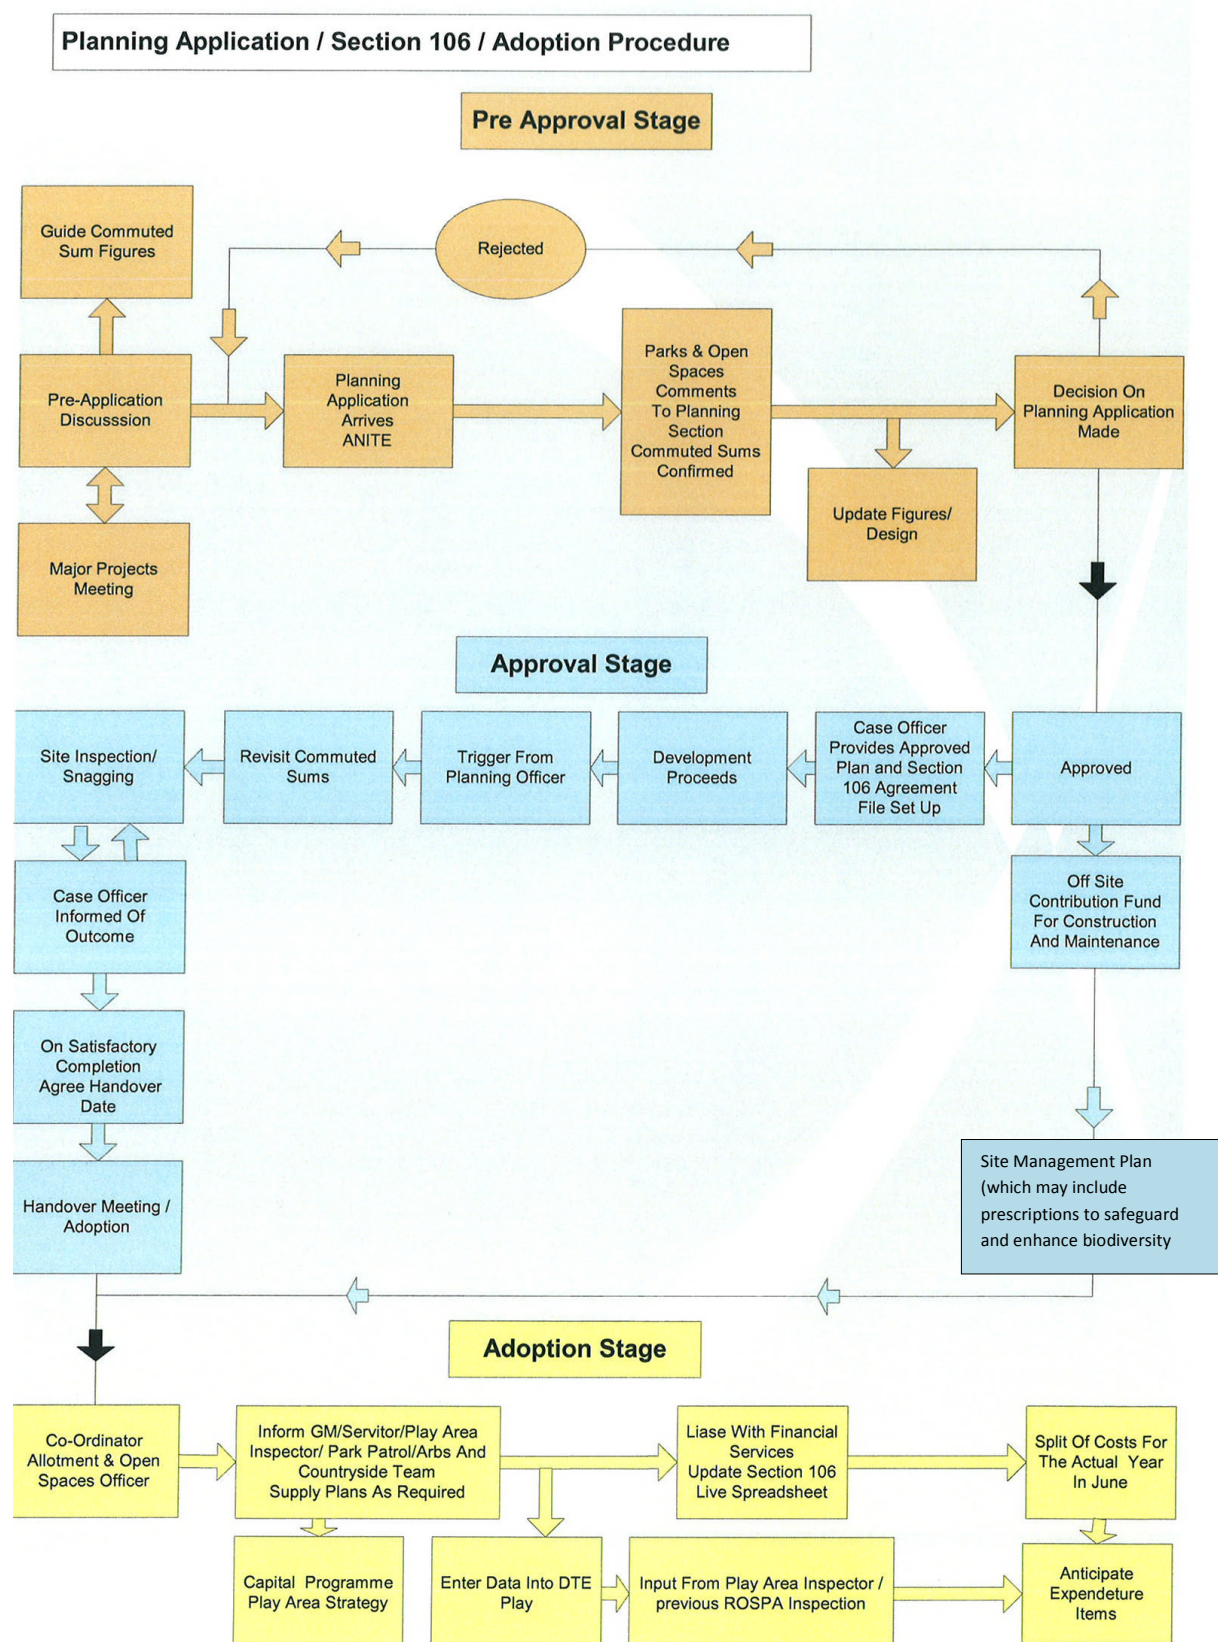 Planning Application / Section 106 / Adoption Procedure
Pre Approval Stage
Guide Commuted
Sum Figures
Rejected
Pre-Application
Discusssion
Planning
Application
Arrives
ANITE
Parks & Open
Spaces
Comments
To Planning
Section
Commuted Sums
Confirmed
Decision On
Planning Application
Made
Update Figures/
Design
Major Projects
Meeting
Approval Stage
Site Inspection/
Snagging
Revisit Commuted
Sums
Trigger From
Planning Officer
Development
Proceeds
Case Officer
Provides Approved
Plan and Section
106 Agreement
File Set Up
Approved
Case Officer
Informed Of
Outcome
Off Site
Contribution Fund
For Construction
And Maintenance
On Satisfactory
Completion
Agree Handover
Date
Handover Meeting /
Adoption
Site Management Plan
(which may include
prescriptions to safeguard
and enhance biodiversity
Adoption Stage
Co-Ordinator
Allotment & Open
Spaces Officer
Inform GM/Servitor/Play Area
Inspector/ Park Patrol/Arbs And
Countryside Team
Supply Plans As Required
Liase With Financial
Services
Update Section 106
Live Spreadsheet
Split Of Costs For
The Actual Year
In June
Capital Programme
Play Area Strategy
Enter Data Into DTE
Play
Input From Play Area Inspector /
previous ROSPA Inspection
Anticipate
Expendeture
Items